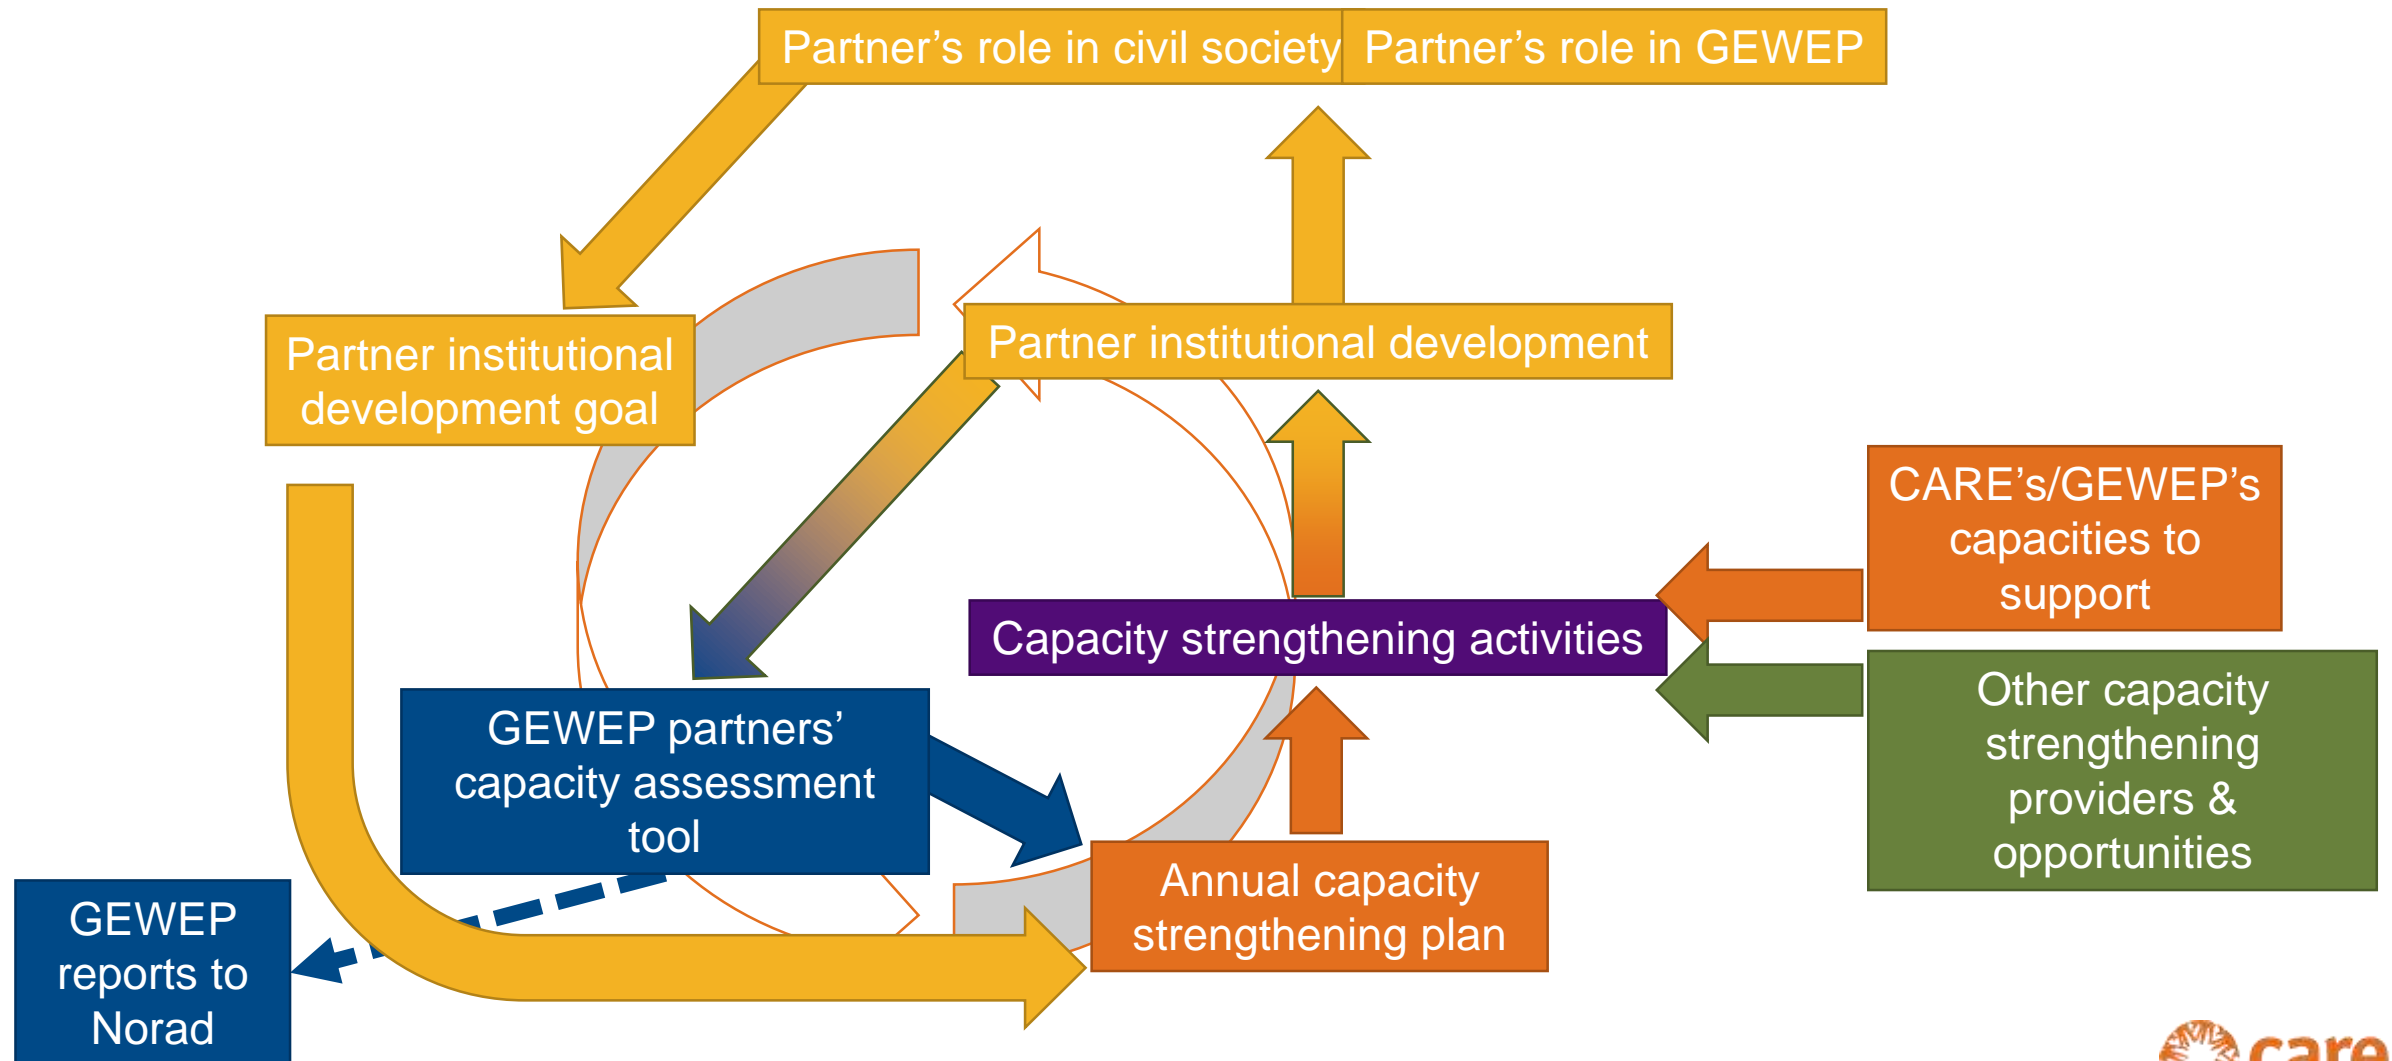 Partner’s role in civil society
Partner’s role in GEWEP
Partner institutional
development goal
Partner institutional development
CARE’s/GEWEP’s
capacities to
support
Capacity strengthening activities
Other capacity
strengthening
providers &
opportunities
GEWEP partners’
capacity assessment
tool
Annual capacity
strengthening plan
GEWEP
reports to
Norad
care